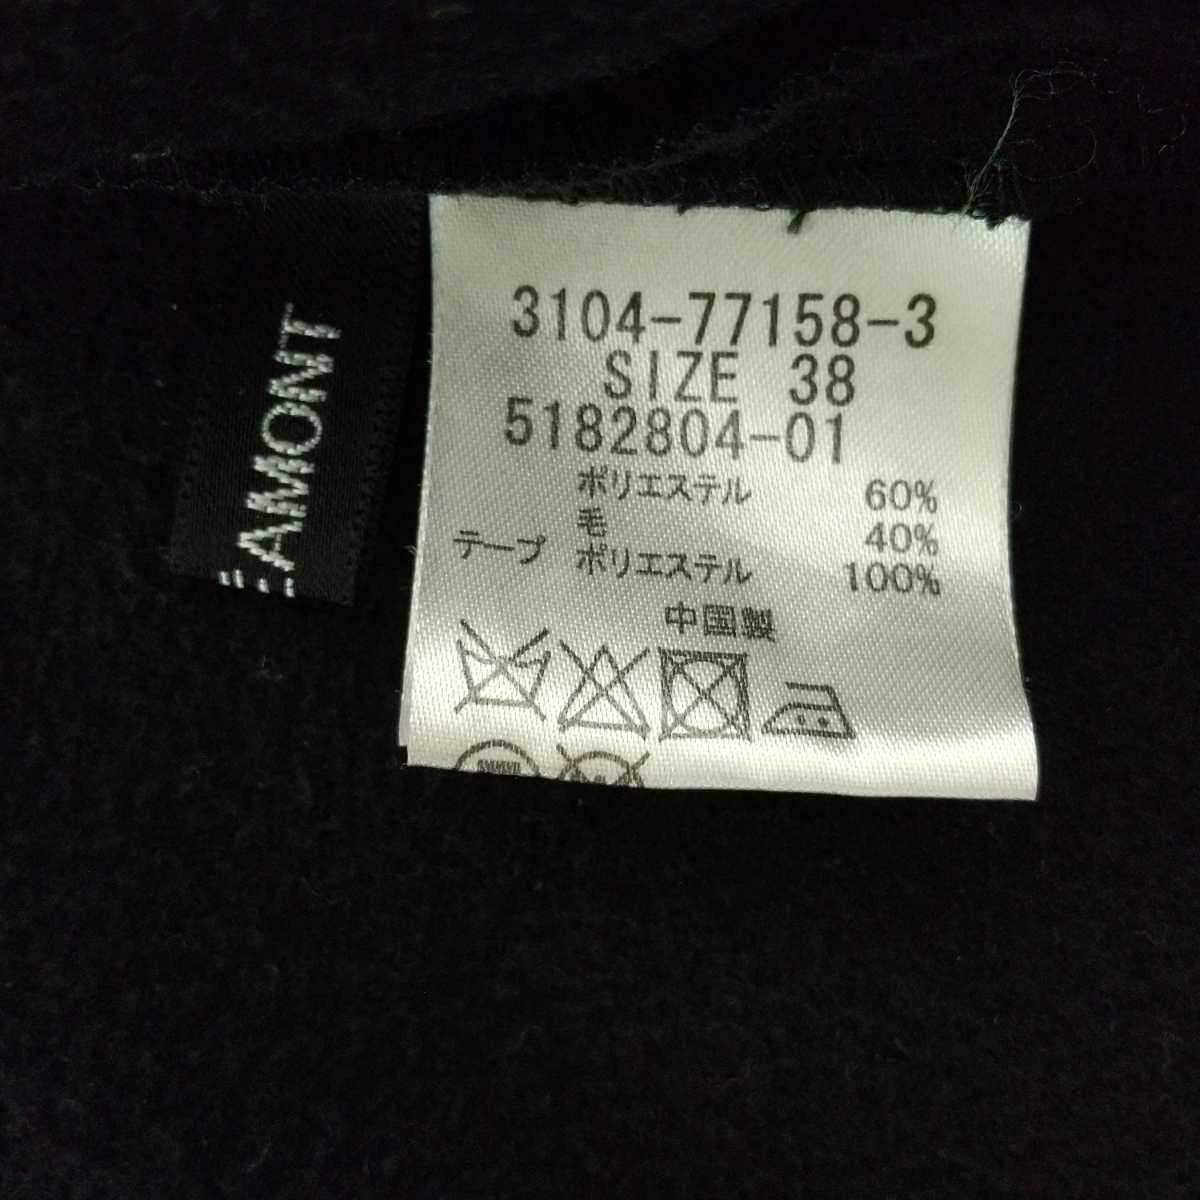 EAMONT
3104-77158-3
SIZE 38
5182804-01
ポリエステル 60%
毛 40%
テープ ポリエステル 100%
中国製